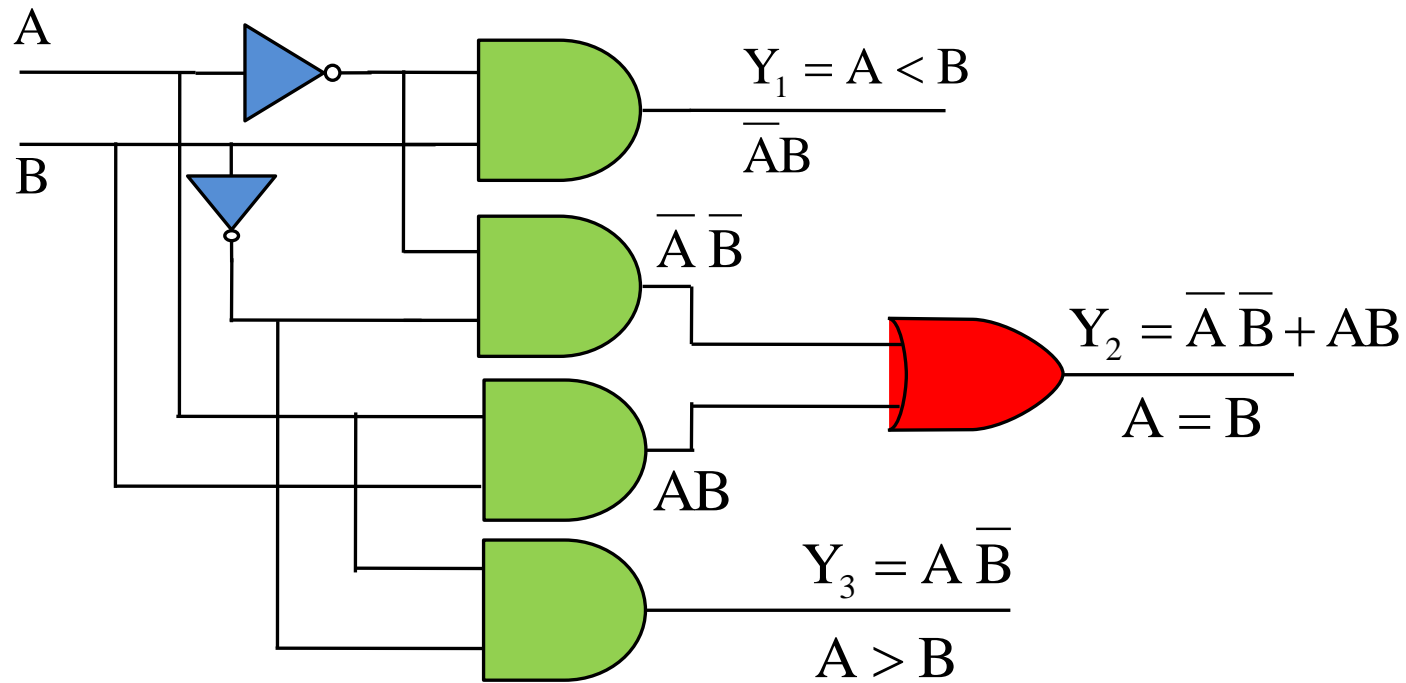 A
B
Y₁ = A < B
A̅B
A̅ B̅
Y₂ = A̅ B̅ + AB
A = B
AB
Y₃ = A B̅
A > B